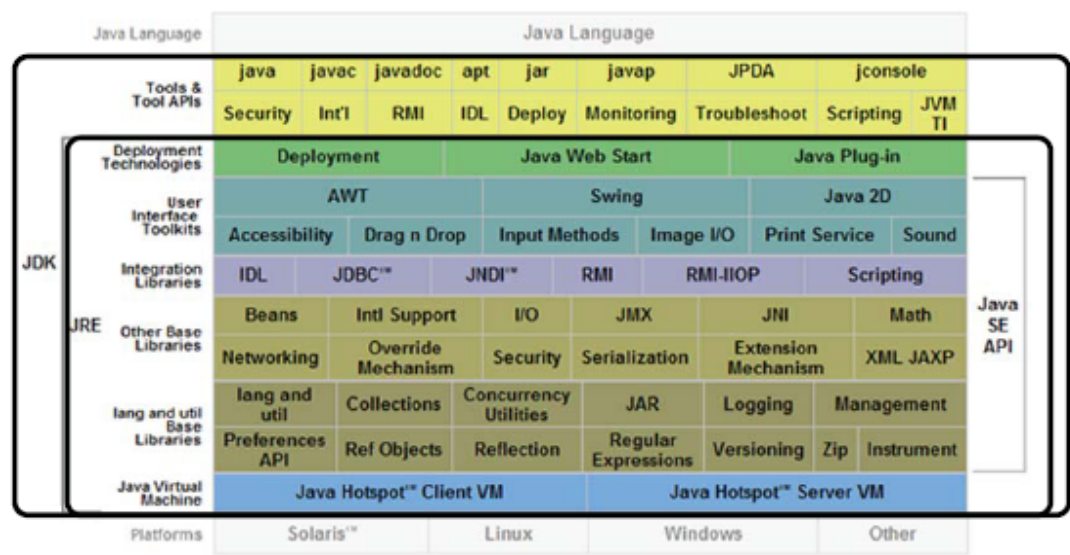 Java Language Java Language
Tools & Tool APIs java javac javadoc apt jar javap JPDA jconsole
Security Int'l RMI IDL Deploy Monitoring Troubleshoot Scripting JVM TI
Deployment Technologies Deployment Java Web Start Java Plug-in
User Interface Toolkits AWT Swing Java 2D
Accessibility Drag n Drop Input Methods Image I/O Print Service Sound
JDK
Integration Libraries IDL JDBC™ JNDI™ RMI RMI-IIOP Scripting
JRE
Other Base Libraries Beans Intl Support I/O JMX JNI Math
Java SE API
Networking Override Mechanism Security Serialization Extension Mechanism XML JAXP
lang and util Base Libraries lang and util Collections Concurrency Utilities JAR Logging Management
Preferences API Ref Objects Reflection Regular Expressions Versioning Zip Instrument
Java Virtual Machine Java Hotspot™ Client VM Java Hotspot™ Server VM
Platforms Solaris™ Linux Windows Other